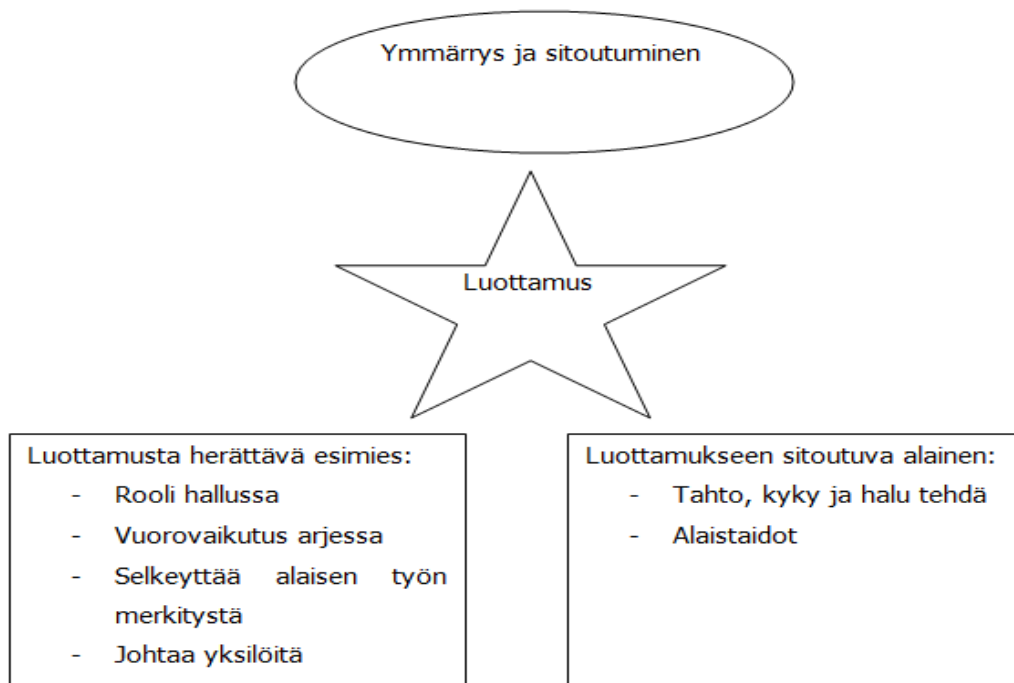 Ymmärrys ja sitoutuminen
Luottamus
Luottamusta herättävä esimies:
- Rooli hallussa
- Vuorovaikutus arjessa
- Selkeyttää alaisen työn
merkitystä
- Johtaa yksilöitä
Luottamukseen sitoutuva alainen:
- Tahto, kyky ja halu tehdä
- Alaistaidot